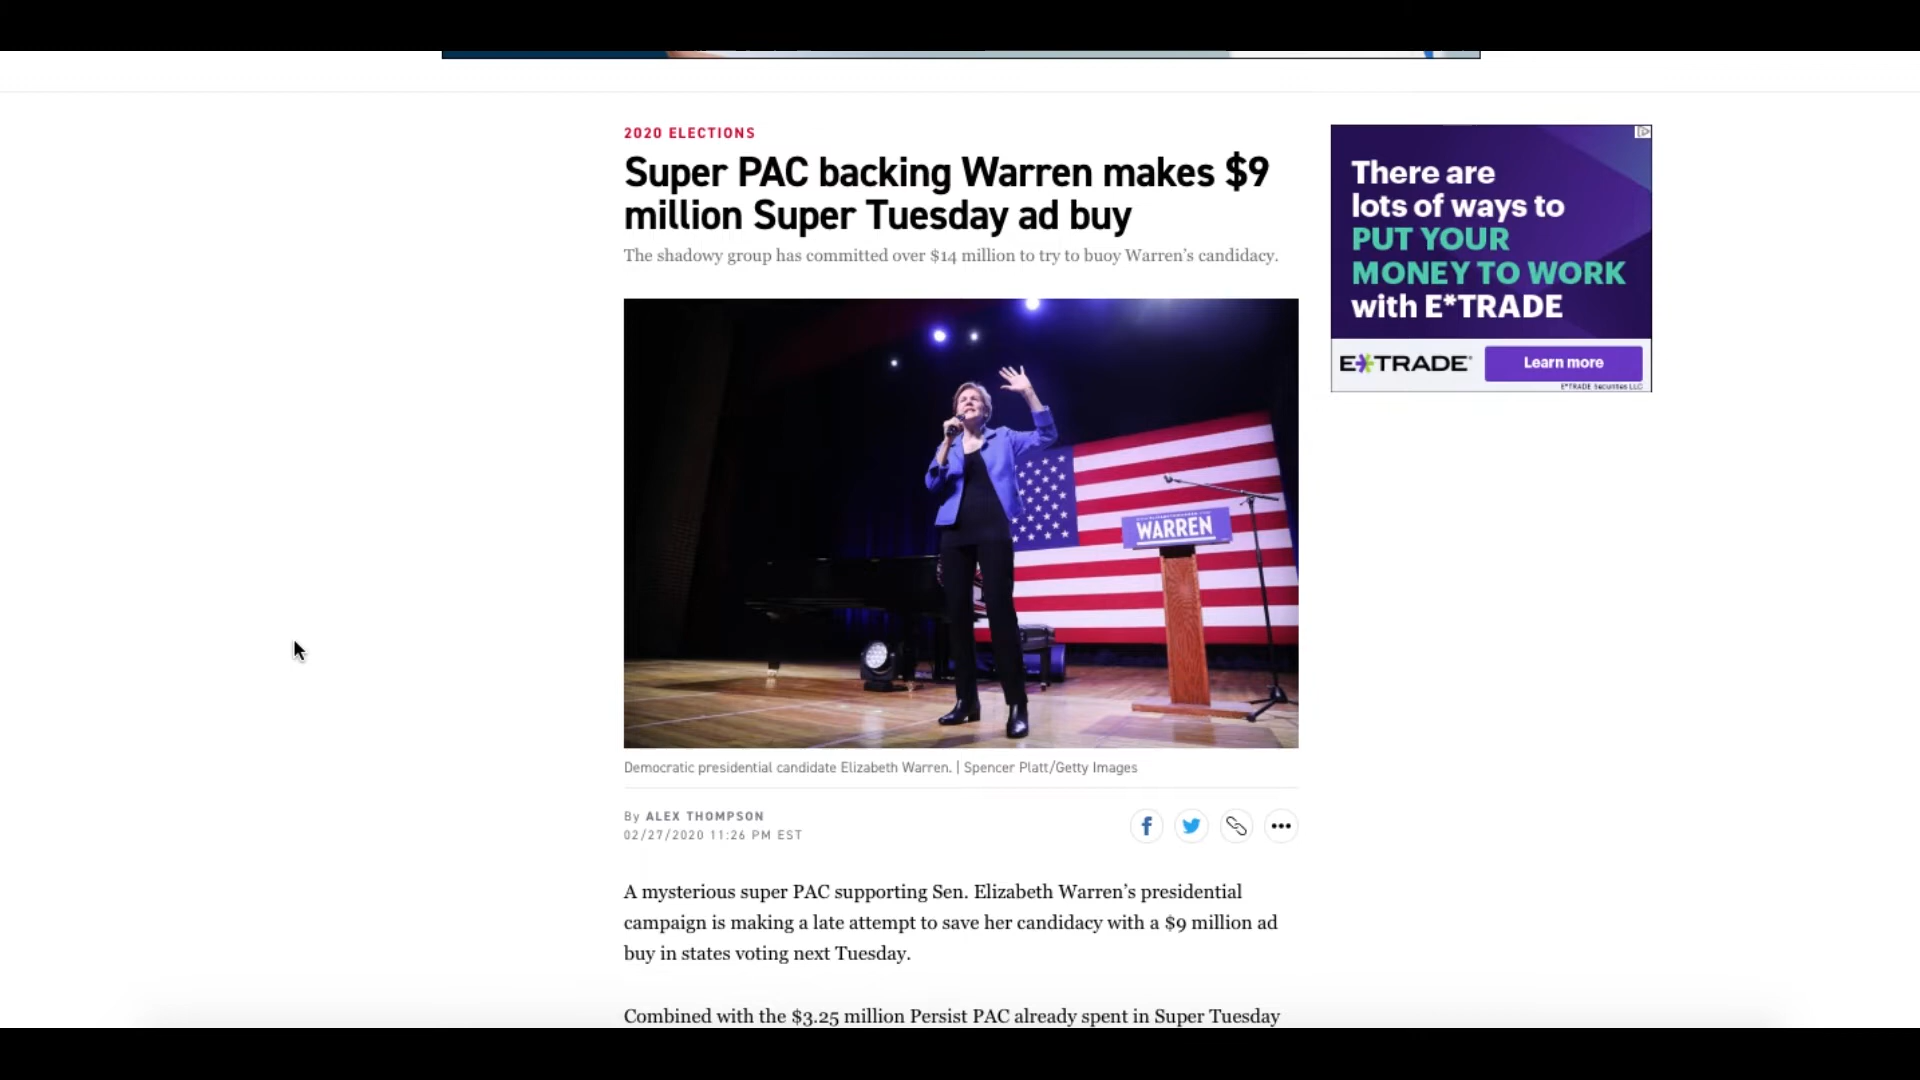 2020 ELECTIONS
Super PAC backing Warren makes $9
million Super Tuesday ad buy
The shadowy group has committed over $14 million to try to buoy Warren's candidacy.
There are
lots of ways to
PUT YOUR
MONEY TO WORK
with E*TRADE
E*TRADE
Learn more
E*TRADE Securities LLC
WARREN
Democratic presidential candidate Elizabeth Warren. | Spencer Platt/Getty Images
By ALEX THOMPSON
02/27/2020 11:26 PM EST
A mysterious super PAC supporting Sen. Elizabeth Warren's presidential
campaign is making a late attempt to save her candidacy with a $9 million ad
buy in states voting next Tuesday.
Combined with the $3.25 million Persist PAC already spent in Super Tuesday